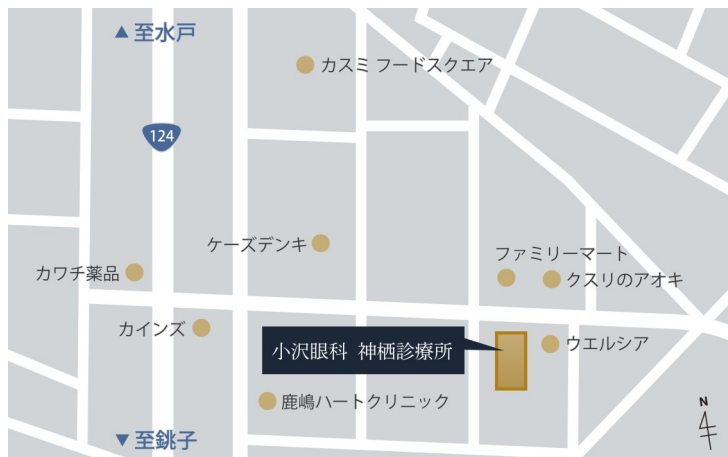 ▲至水戸
カスミ フードスクエア
124
ケーズデンキ
ファミリーマート
カワチ薬品
クスリのアオキ
カインズ
小沢眼科 神栖診療所
ウエルシア
鹿嶋ハートクリニック
N
▼至銚子